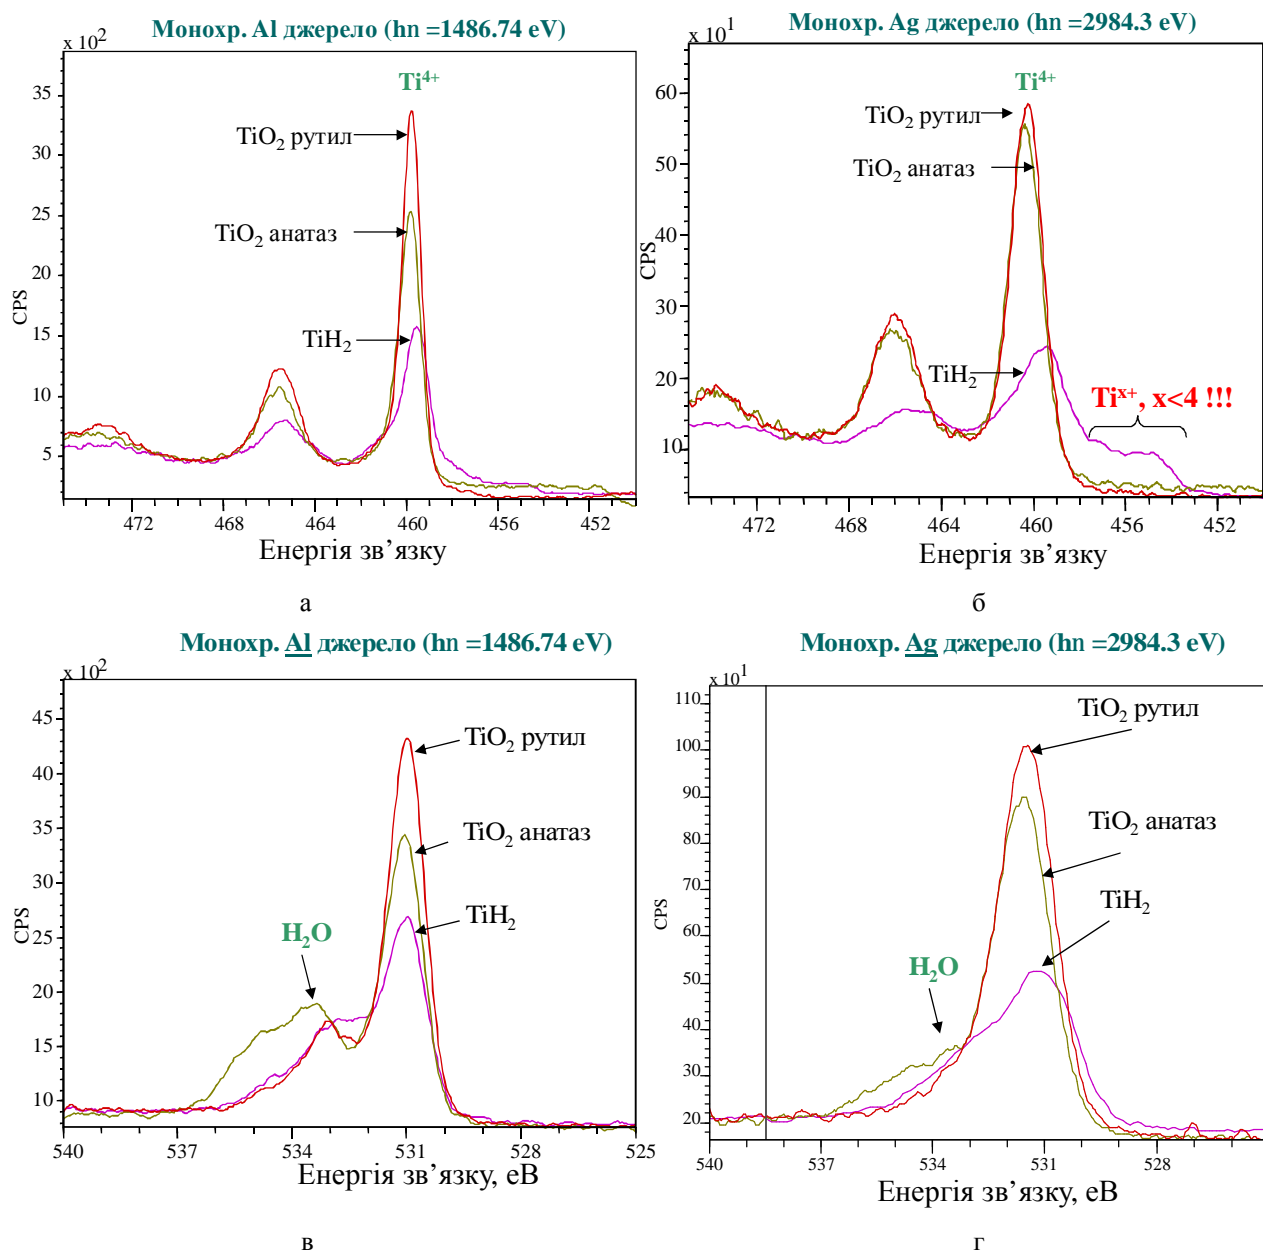 Монохр. Al джерело (hn =1486.74 eV)
x 10²
Ti⁴⁺
35
TiO₂ рутил
30
25
TiO₂ анатаз
20
15
TiH₂
10
5
CPS
472 468 464 460 456 452
Енергія зв’язку
а
Монохр. Ag джерело (hn =2984.3 eV)
x 10¹
Ti⁴⁺
60
TiO₂ рутил
50
TiO₂ анатаз
40
30
TiH₂
20
Tiˣ⁺, x<4 !!!
10
CPS
472 468 464 460 456 452
Енергія зв’язку
б
Монохр. Al джерело (hn =1486.74 eV)
x 10²
45
TiO₂ рутил
40
35
TiO₂ анатаз
30
TiH₂
25
H₂O
20
15
10
CPS
540 537 534 531 528 525
Енергія зв’язку, eВ
в
Монохр. Ag джерело (hn =2984.3 eV)
x 10¹
110
TiO₂ рутил
100
90
TiO₂ анатаз
80
70
TiH₂
60
50
H₂O
40
30
20
CPS
540 537 534 531 528
Енергія зв’язку, eВ
г